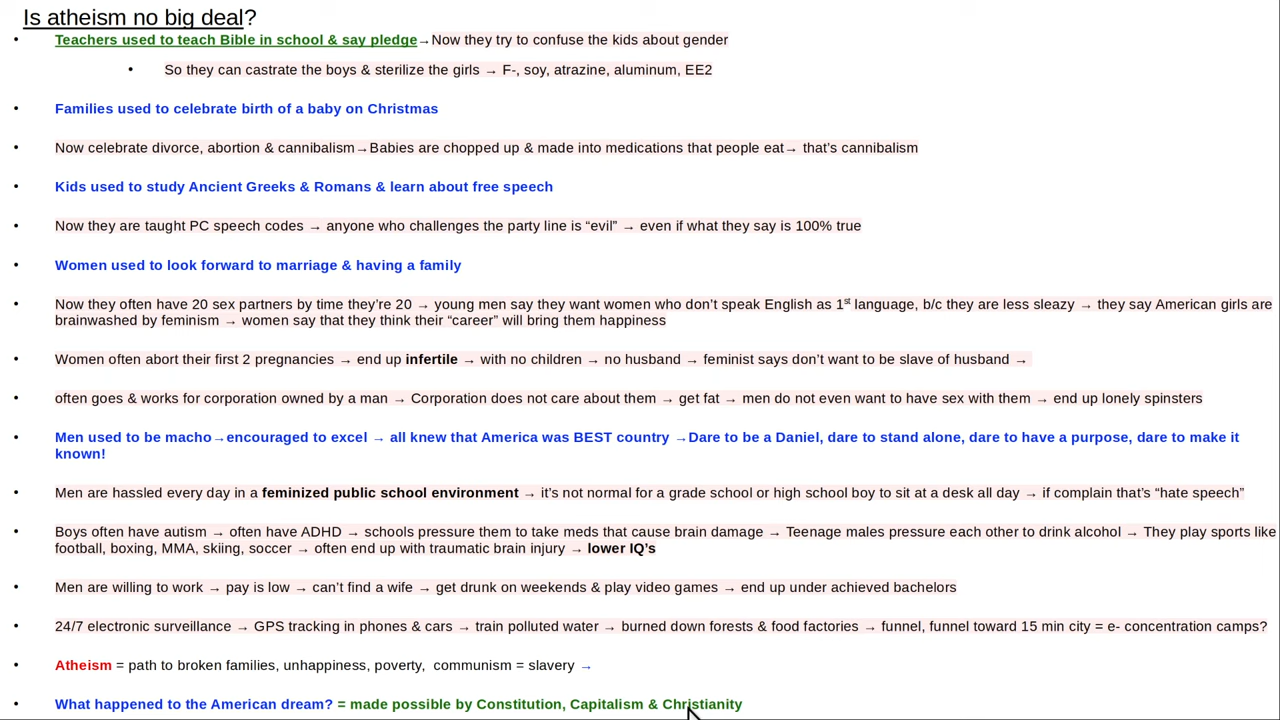 Is atheism no big deal?
• Teachers used to teach Bible in school & say pledge→Now they try to confuse the kids about gender
• So they can castrate the boys & sterilize the girls → F-, soy, atrazine, aluminum, EE2
• Families used to celebrate birth of a baby on Christmas
• Now celebrate divorce, abortion & cannibalism→Babies are chopped up & made into medications that people eat→ that's cannibalism
• Kids used to study Ancient Greeks & Romans & learn about free speech
• Now they are taught PC speech codes → anyone who challenges the party line is “evil” → even if what they say is 100% true
• Women used to look forward to marriage & having a family
• Now they often have 20 sex partners by time they're 20 → young men say they want women who don't speak English as 1st language, b/c they are less sleazy → they say American girls are
brainwashed by feminism → women say that they think their “career” will bring them happiness
• Women often abort their first 2 pregnancies → end up infertile → with no children → no husband → feminist says don't want to be slave of husband →
• often goes & works for corporation owned by a man → Corporation does not care about them → get fat → men do not even want to have sex with them → end up lonely spinsters
• Men used to be macho→encouraged to excel → all knew that America was BEST country →Dare to be a Daniel, dare to stand alone, dare to have a purpose, dare to make it
known!
• Men are hassled every day in a feminized public school environment → it's not normal for a grade school or high school boy to sit at a desk all day → if complain that's “hate speech”
• Boys often have autism → often have ADHD → schools pressure them to take meds that cause brain damage → Teenage males pressure each other to drink alcohol → They play sports like
football, boxing, MMA, skiing, soccer → often end up with traumatic brain injury → lower IQ's
• Men are willing to work → pay is low → can't find a wife → get drunk on weekends & play video games → end up under achieved bachelors
• 24/7 electronic surveillance → GPS tracking in phones & cars → train polluted water → burned down forests & food factories → funnel, funnel toward 15 min city = e- concentration camps?
• Atheism = path to broken families, unhappiness, poverty,  communism = slavery →
• What happened to the American dream? = made possible by Constitution, Capitalism & Christianity